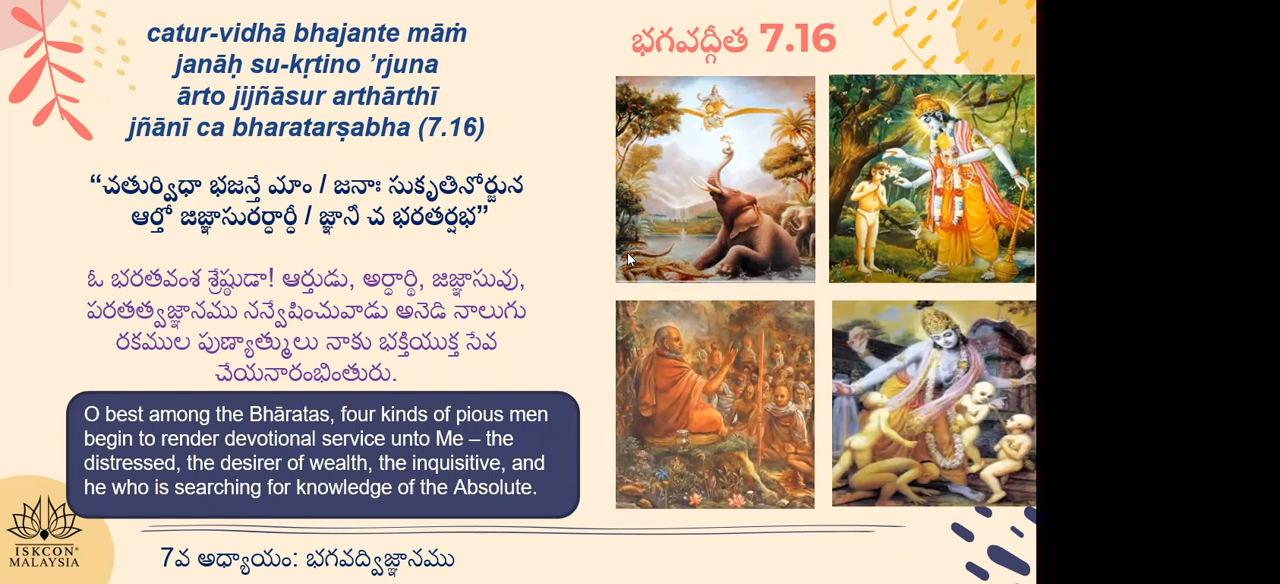 catur-vidhā bhajante māṁ
janāḥ su-kṛtino ’rjuna
ārto jijñāsur arthārthī
jñānī ca bharatarṣabha (7.16)
“చతుర్విధా భజన్తే మాం / జనాః సుకృతినోర్జున
ఆర్తో జిజ్ఞాసురర్థార్థీ / జ్ఞానీ చ భరతర్షభ”
ఓ భరతవంశ శ్రేష్ఠుడా! ఆర్తుడు, అర్థార్థి, జిజ్ఞాసువు,
పరతత్వజ్ఞానము నన్వేషించువాడు అనెడి నాలుగు
రకముల పుణ్యాత్ములు నాకు భక్తియుక్త సేవ
చేయనారంభింతురు.
O best among the Bhāratas, four kinds of pious men
begin to render devotional service unto Me – the
distressed, the desirer of wealth, the inquisitive, and
he who is searching for knowledge of the Absolute.
భగవద్గీత 7.16
ISKCON®
MALAYSIA
7వ అధ్యాయం: భగవద్విజ్ఞానము